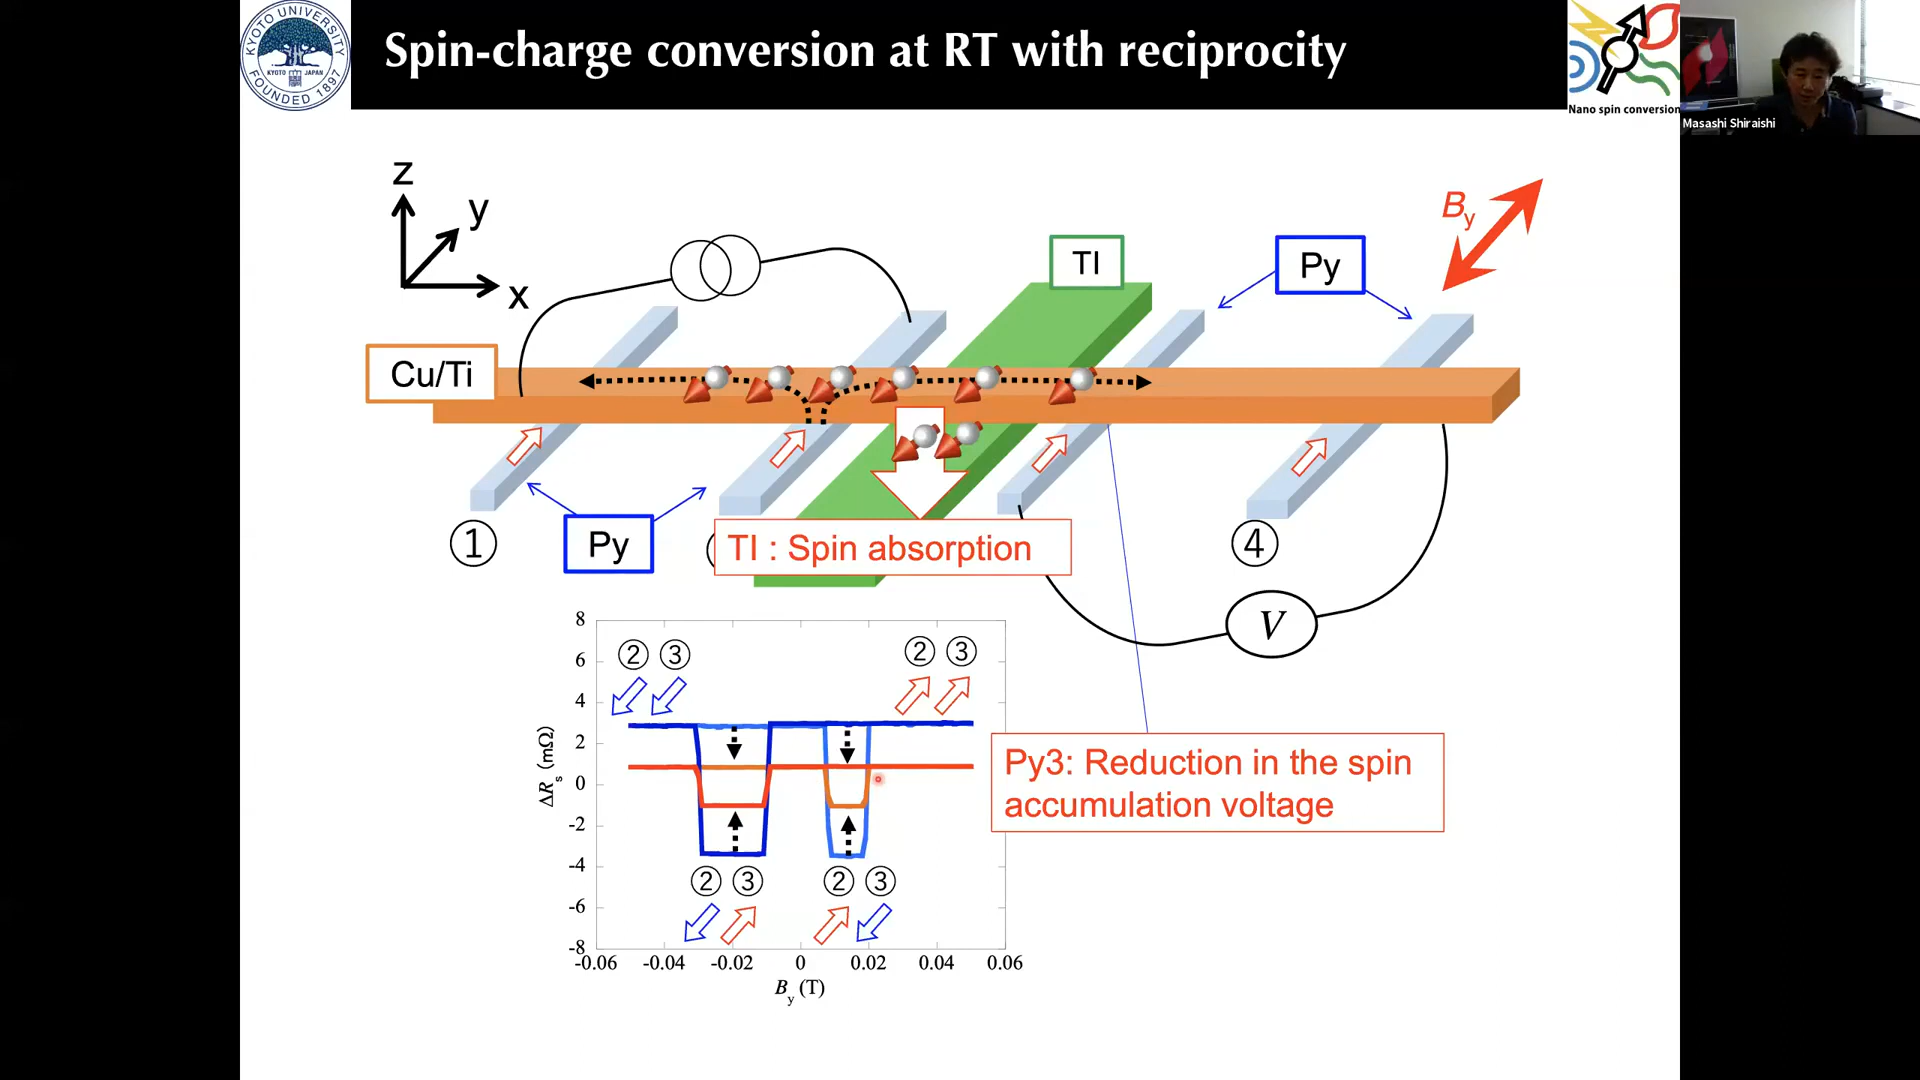 KYOTO UNIVERSITY
KYOTO JAPAN
FOUNDED 1897
Spin-charge conversion at RT with reciprocity
Nano spin conversion
Masashi Shiraishi
z
y
x
By
TI
Py
Cu/Ti
Py
①
TI : Spin absorption
④
V
8
6
4
2
0
-2
-4
-6
-8
ΔRs (mΩ)
② ③
② ③
② ③
② ③
-0.06 -0.04 -0.02 0 0.02 0.04 0.06
By (T)
Py3: Reduction in the spin
accumulation voltage